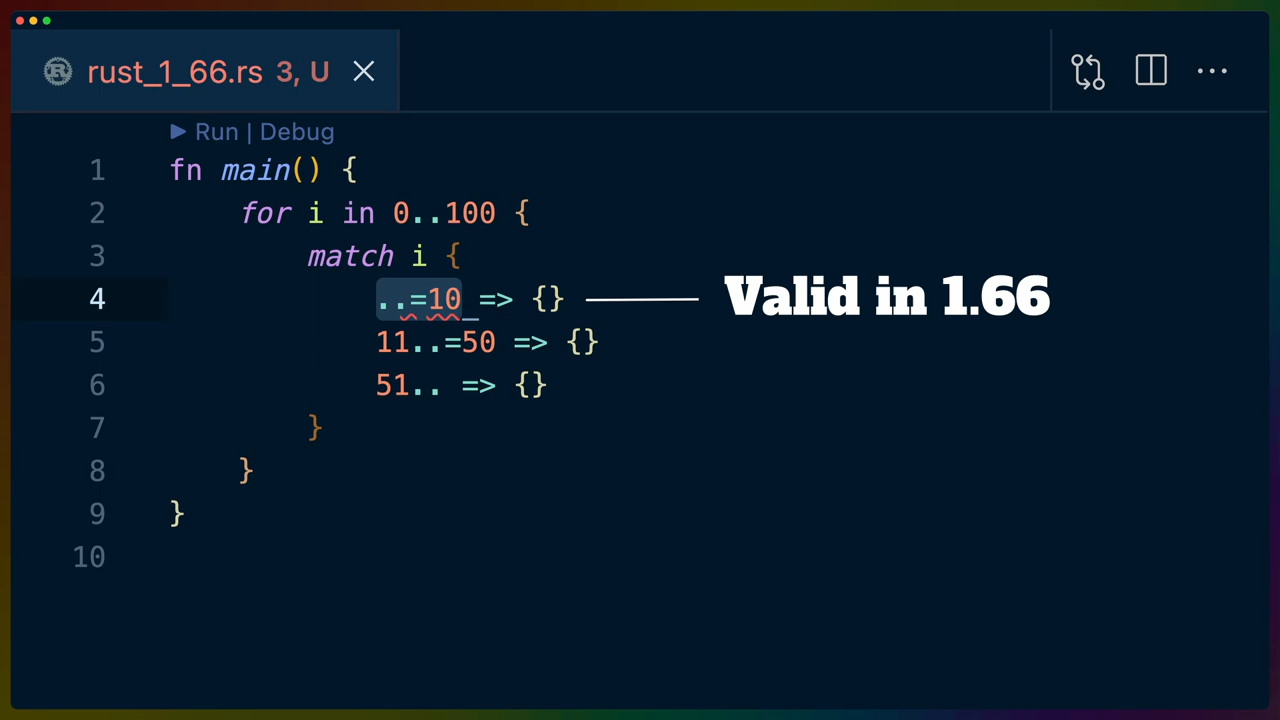 rust_1_66.rs 3, U
Run | Debug
1 fn main() {
2 for i in 0..100 {
3 match i {
4 ..=10 => {} Valid in 1.66
5 11..=50 => {}
6 51.. => {}
7 }
8 }
9 }
10